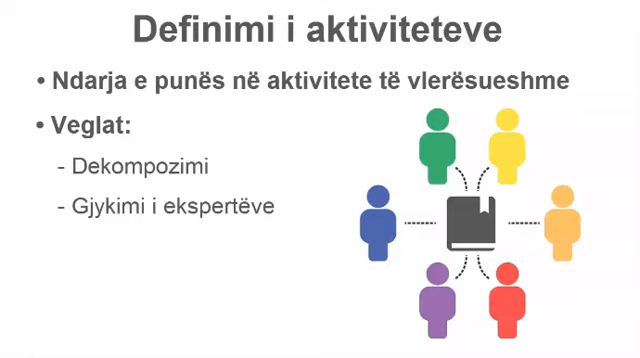 Definimi i aktiviteteve
• Ndarja e punës në aktivitete të vlerësueshme
• Veglat:
- Dekompozimi
- Gjykimi i ekspertëve